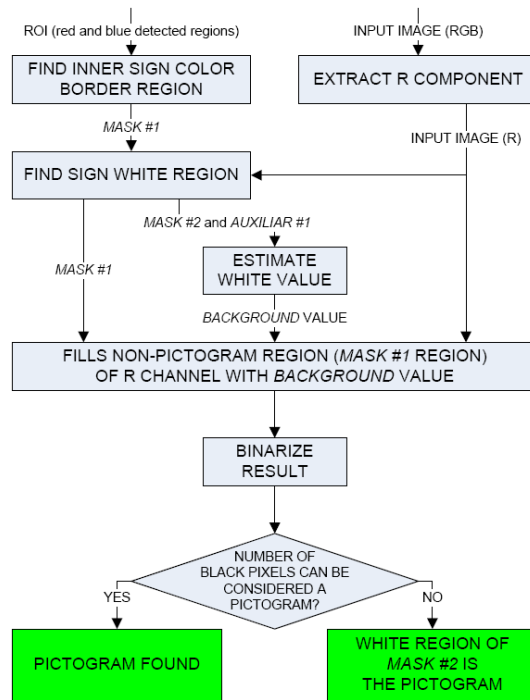 ROI (red and blue detected regions)
INPUT IMAGE (RGB)
FIND INNER SIGN COLOR
BORDER REGION
EXTRACT R COMPONENT
MASK #1
INPUT IMAGE (R)
FIND SIGN WHITE REGION
MASK #2 and AUXILIAR #1
MASK #1
ESTIMATE
WHITE VALUE
BACKGROUND VALUE
FILLS NON-PICTOGRAM REGION (MASK #1 REGION)
OF R CHANNEL WITH BACKGROUND VALUE
BINARIZE
RESULT
NUMBER OF
BLACK PIXELS CAN BE
CONSIDERED A
PICTOGRAM?
YES
NO
PICTOGRAM FOUND
WHITE REGION OF
MASK #2 IS
THE PICTOGRAM